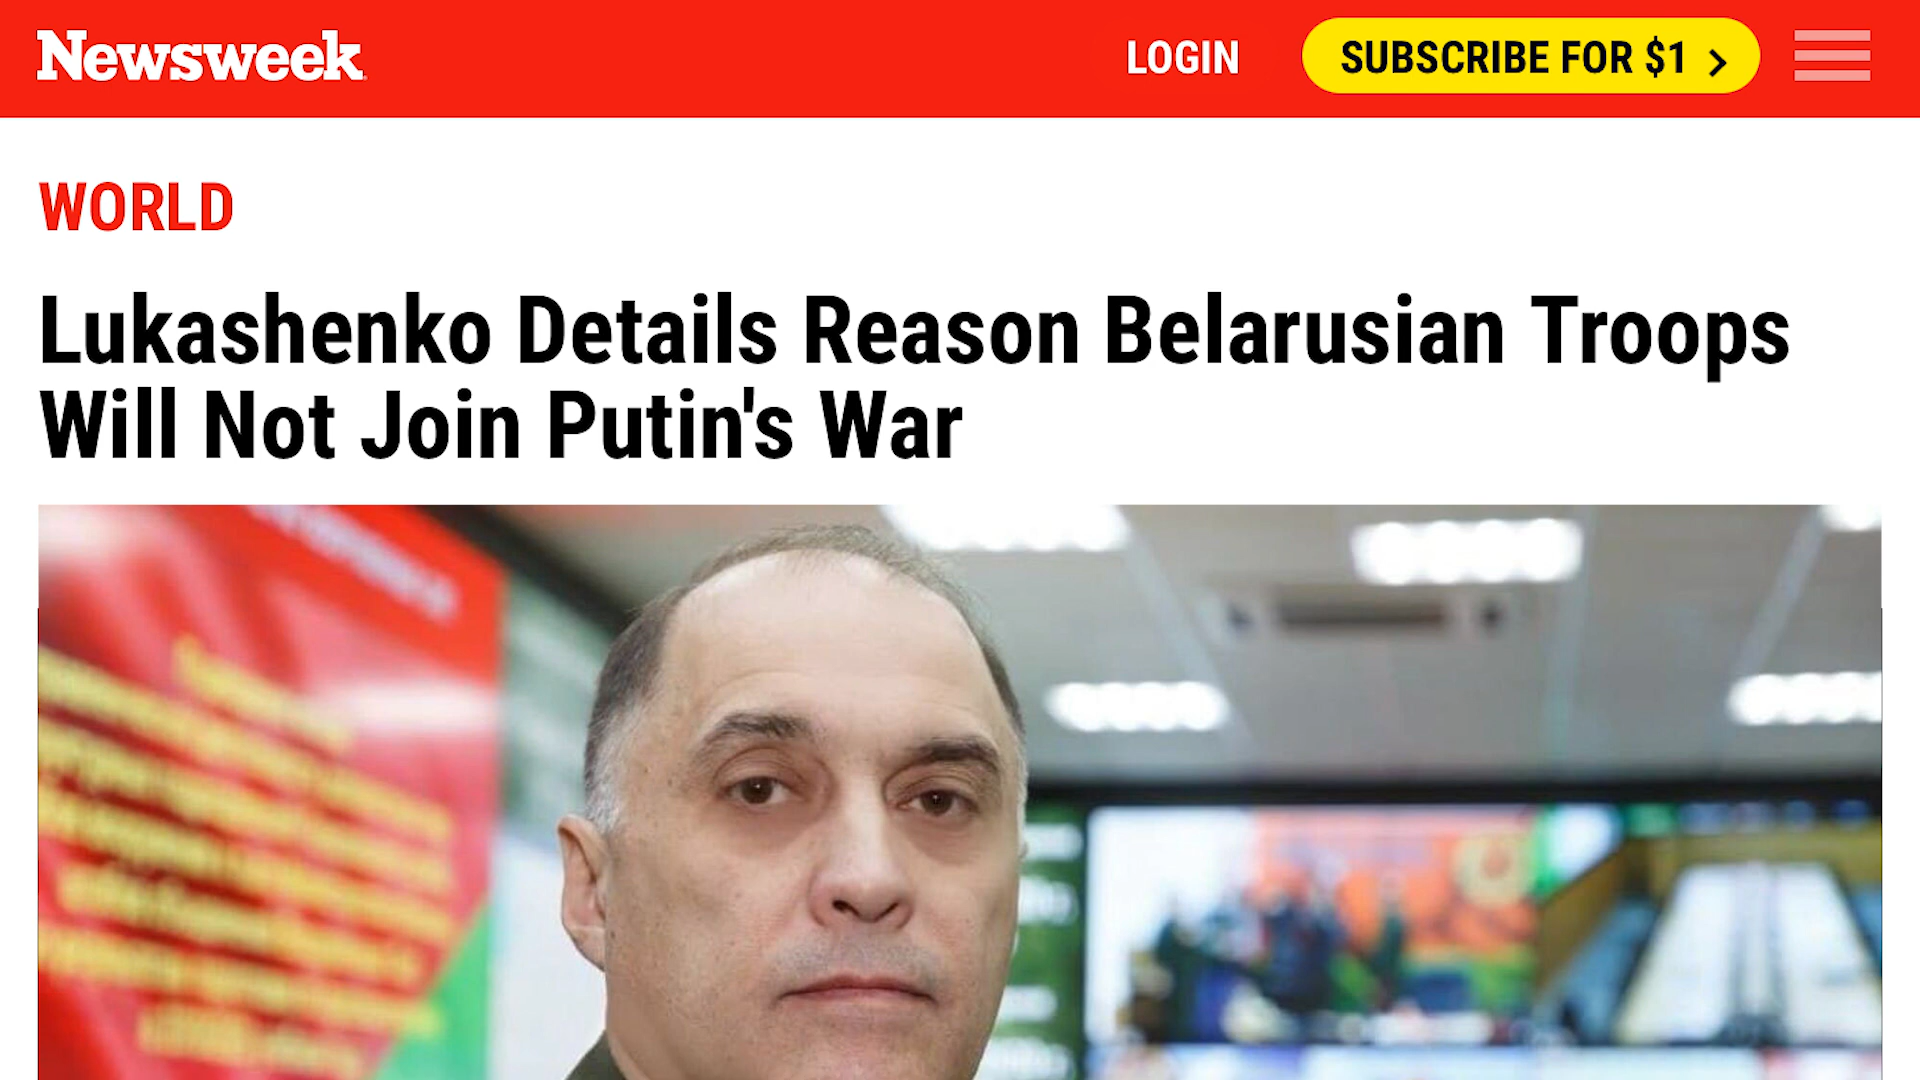 Newsweek
LOGIN
SUBSCRIBE FOR $1
WORLD
Lukashenko Details Reason Belarusian Troops
Will Not Join Putin's War